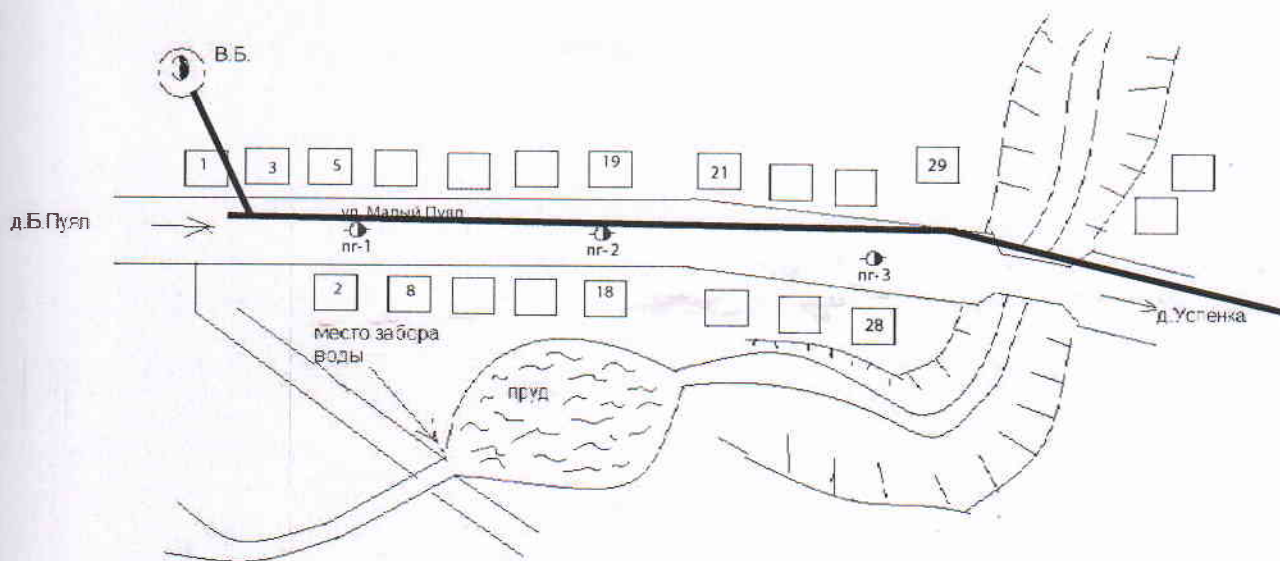 В.Б.
1
3
5
19
21
29
д.Б.Пуял
ул. Малый Пуял
пг-1
пг-2
пг-3
2
8
18
28
д.Успенка
место забора
воды
пруд